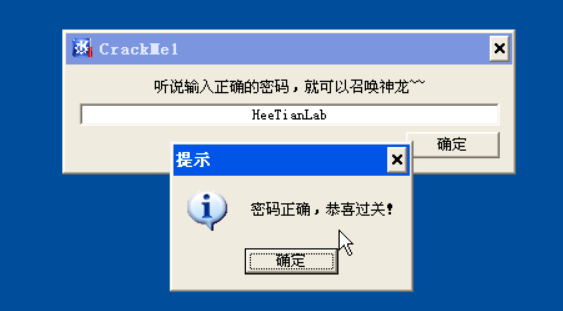 CrackMe1
听说输入正确的密码，就可以召唤神龙~~
HeeTianLab
确定
提示
密码正确，恭喜过关!
确定